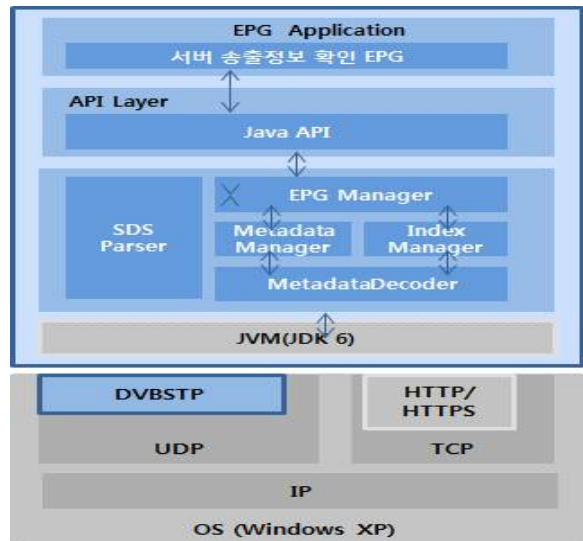 EPG Application
서버 송출정보 확인 EPG
API Layer
Java API
EPG Manager
SDS
Parser
Metadata
Manager
Index
Manager
MetadataDecoder
JVM(JDK 6)
DVBSTP
HTTP/
HTTPS
UDP
TCP
IP
OS (Windows XP)